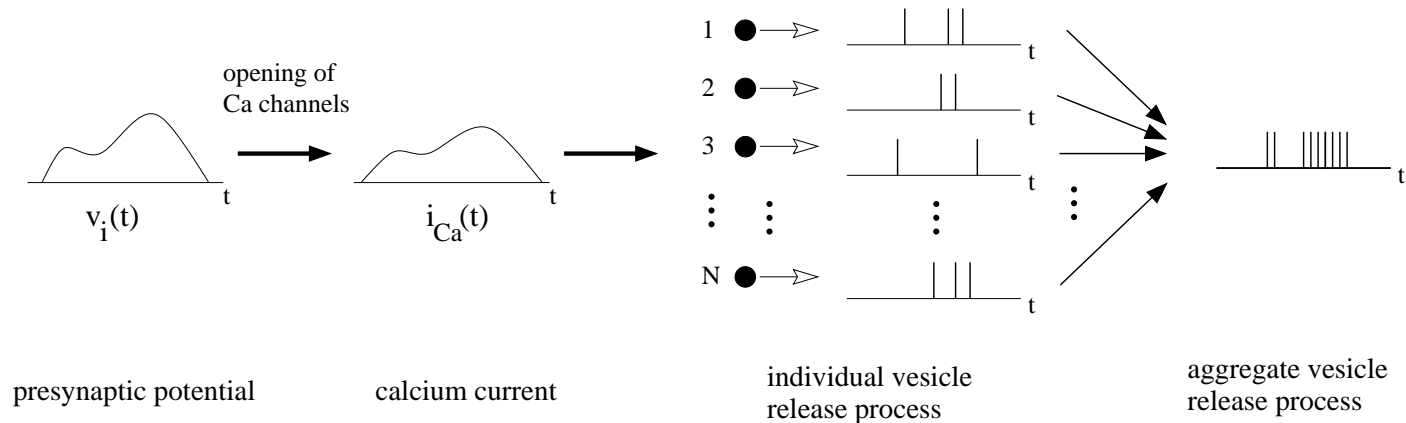 opening of
Ca channels
t
v_i(t)
t
i_Ca(t)
1
t
2
t
3
t
N
t
t
presynaptic potential
calcium current
individual vesicle
release process
aggregate vesicle
release process